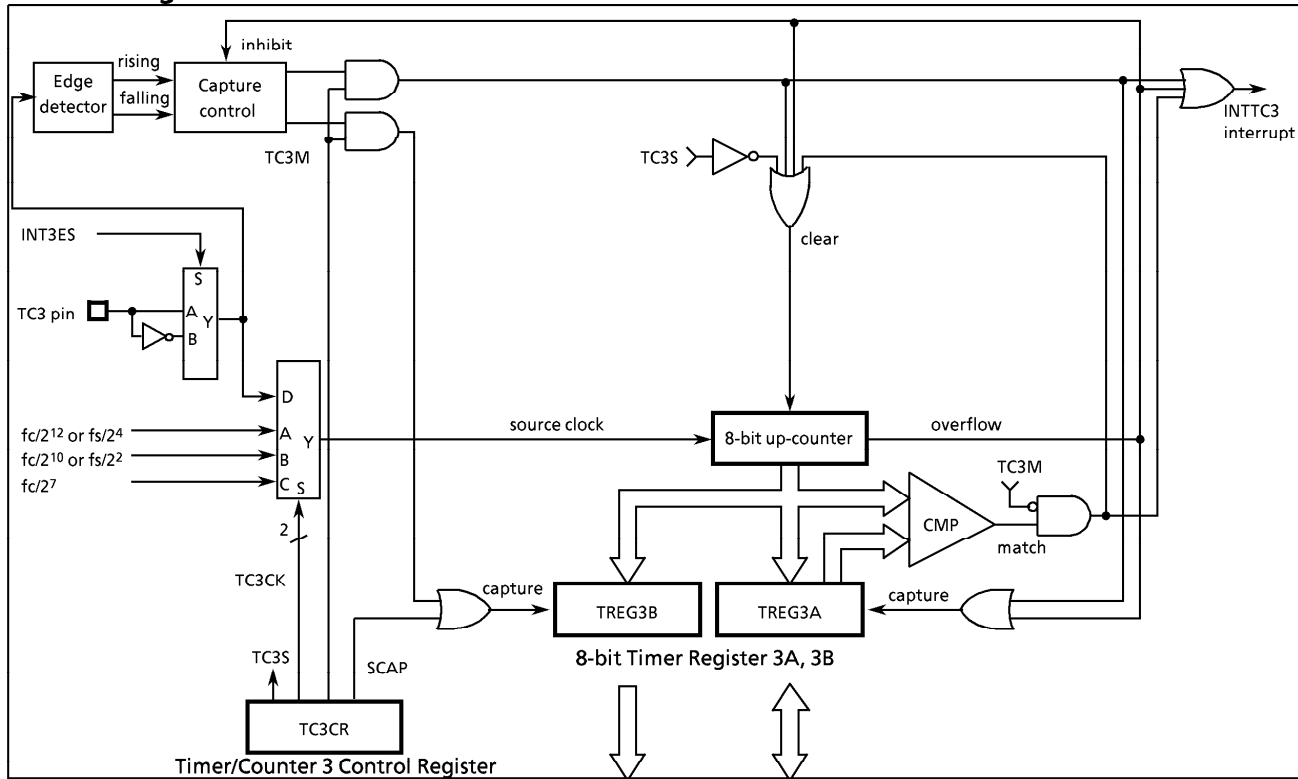 inhibit
rising
Edge
detector
falling
Capture
control
INTTC3
interrupt
TC3M
TC3S
clear
INT3ES
S
TC3 pin
A
Y
B
D
fc/2¹² or fs/2⁴
A
Y
source clock
8-bit up-counter
overflow
fc/2¹⁰ or fs/2²
B
fc/2⁷
C S
TC3M
2
CMP
match
TC3CK
capture
TREG3B
TREG3A
capture
TC3S
SCAP
8-bit Timer Register 3A, 3B
TC3CR
Timer/Counter 3 Control Register